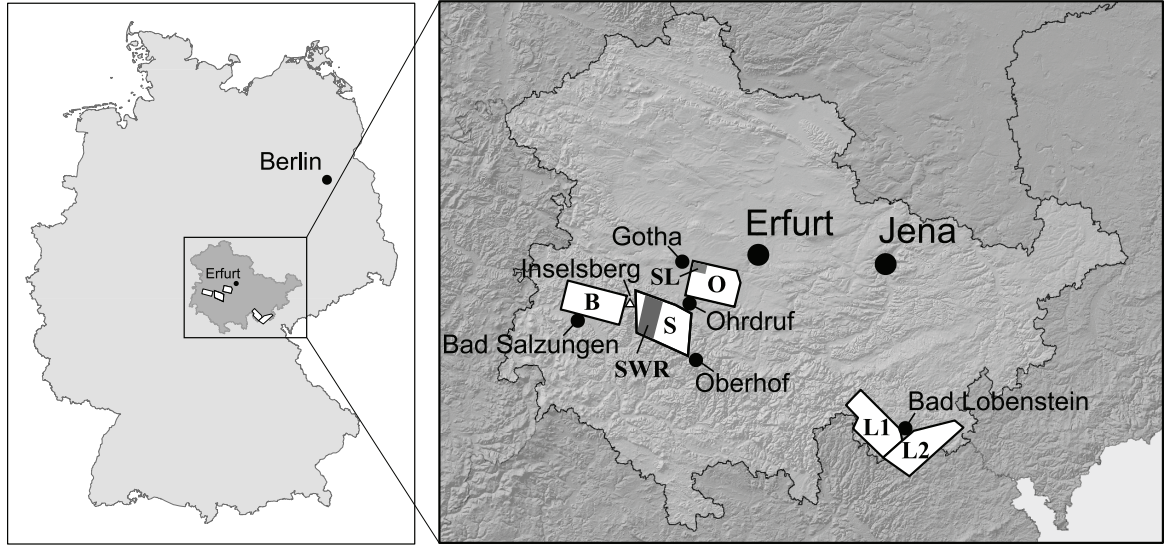 Berlin
Erfurt
Erfurt
Jena
Gotha
Inselsberg
SL
O
B
S
Ohrdruf
Bad Salzungen
SWR
Oberhof
Bad Lobenstein
L1
L2